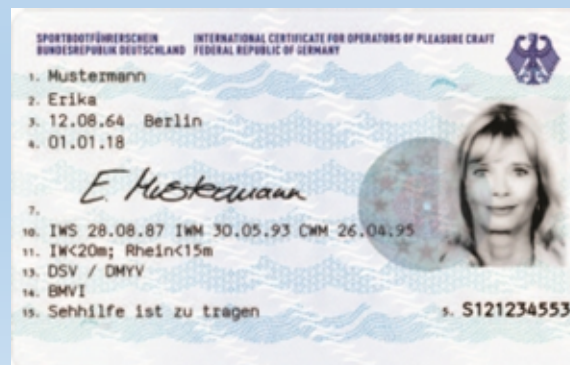 SPORTBOOTFÜHRERSCHEIN INTERNATIONAL CERTIFICATE FOR OPERATORS OF PLEASURE CRAFT
BUNDESREPUBLIK DEUTSCHLAND FEDERAL REPUBLIC OF GERMANY
1. Mustermann
2. Erika
3. 12.08.64 Berlin
4. 01.01.18
E. Mustermann
7.
10. IWS 28.08.87 IWM 30.05.93 CWM 26.04.95
11. IW<20m; Rhein<15m
13. DSV / DMYV
14. BMVI
15. Sehhilfe ist zu tragen 5. S121234553